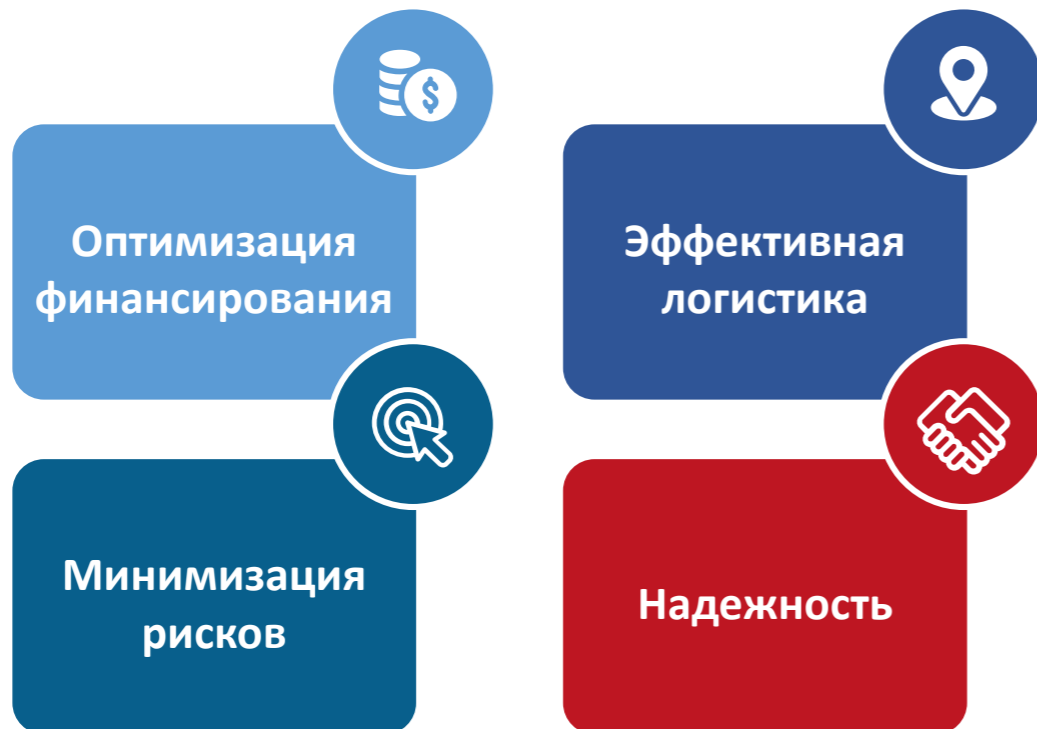 Оптимизация
финансирования
Эффективная
логистика
Минимизация
рисков
Надежность